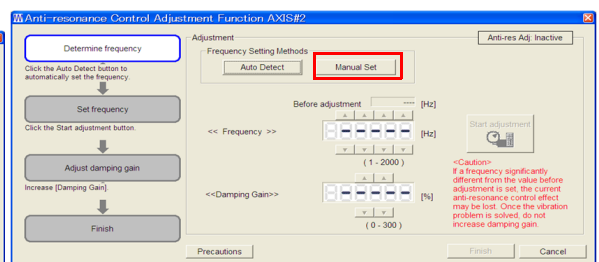 Anti-resonance Control Adjustment Function AXIS#2
Determine frequency
Click the Auto Detect button to
automatically set the frequency.
Set frequency
Click the Start adjustment button.
Adjust damping gain
Increase [Damping Gain].
Finish
Adjustment
Anti-res Adj: Inactive
Frequency Setting Methods
Auto Detect
Manual Set
Before adjustment ---- [Hz]
<< Frequency >>
[Hz]
( 1 - 2000 )
<<Damping Gain>>
[%]
( 0 - 300 )
Start adjustment
<Caution>
If a frequency significantly
different from the value before
adjustment is set, the current
anti-resonance control effect
may be lost. Once the vibration
problem is solved, do not
increase damping gain.
Precautions
Finish
Cancel